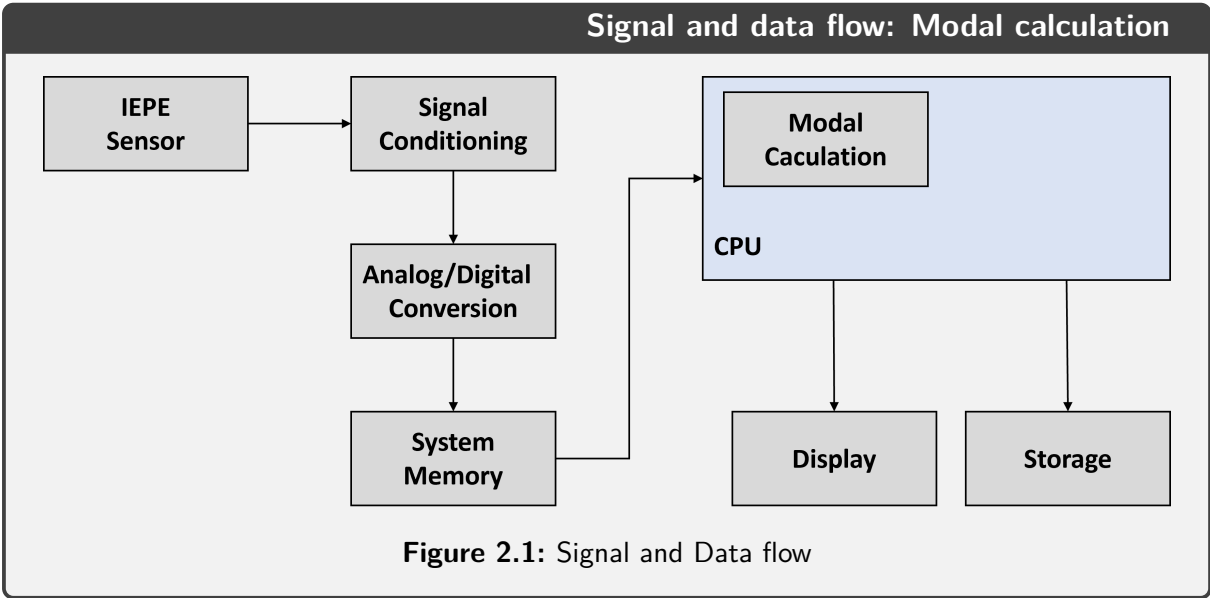 Signal and data flow: Modal calculation
IEPE
Sensor
Signal
Conditioning
Analog/Digital
Conversion
System
Memory
Modal
Caculation
CPU
Display
Storage
Figure 2.1: Signal and Data flow